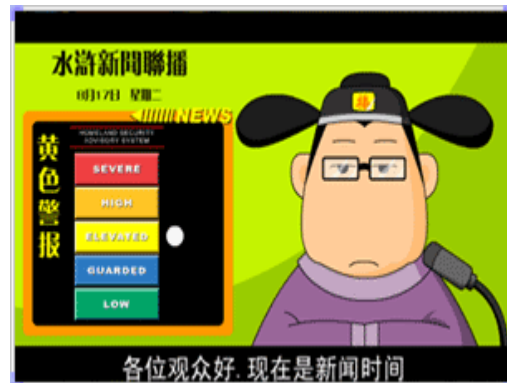 水滸新聞聯播
8月17日 星期二
NEWS
黄色警报
HOMELAND SECURITY
ADVISORY SYSTEM
SEVERE
HIGH
ELEVATED
GUARDED
LOW
各位观众好.现在是新闻时间